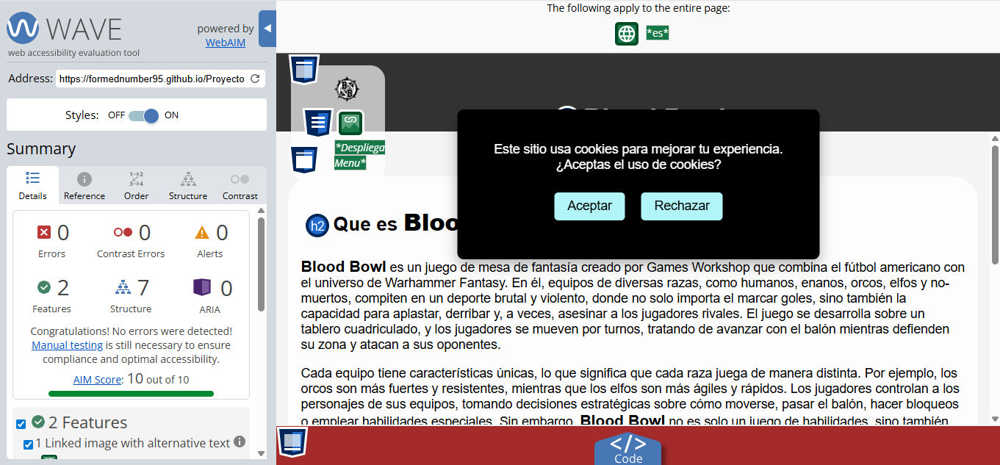 The following apply to the entire page:
*es*
WAVE
powered by
WebAIM
web accessibility evaluation tool
Address: https://formednumber95.github.io/Proyecto
Styles: OFF ON
Summary
Details Reference Order Structure Contrast
0 0 0
Errors Contrast Errors Alerts
2 7 0
Features Structure ARIA
Congratulations! No errors were detected!
Manual testing is still necessary to ensure
compliance and optimal accessibility.
AIM Score: 10 out of 10
2 Features
1 Linked image with alternative text
*Despliega
Menu*
Este sitio usa cookies para mejorar tu experiencia.
¿Aceptas el uso de cookies?
Aceptar Rechazar
h2 Que es Blood
Blood Bowl es un juego de mesa de fantasía creado por Games Workshop que combina el fútbol americano con
el universo de Warhammer Fantasy. En él, equipos de diversas razas, como humanos, enanos, orcos, elfos y no-
muertos, compiten en un deporte brutal y violento, donde no solo importa el marcar goles, sino también la
capacidad para aplastar, derribar y, a veces, asesinar a los jugadores rivales. El juego se desarrolla sobre un
tablero cuadriculado, y los jugadores se mueven por turnos, tratando de avanzar con el balón mientras defienden
su zona y atacan a sus oponentes.
Cada equipo tiene características únicas, lo que significa que cada raza juega de manera distinta. Por ejemplo, los
orcos son más fuertes y resistentes, mientras que los elfos son más ágiles y rápidos. Los jugadores controlan a los
personajes de sus equipos, tomando decisiones estratégicas sobre cómo moverse, pasar el balón, hacer bloqueos
o emplear habilidades especiales. Sin embargo, Blood Bowl no es solo un juego de habilidades, sino también
</> Code